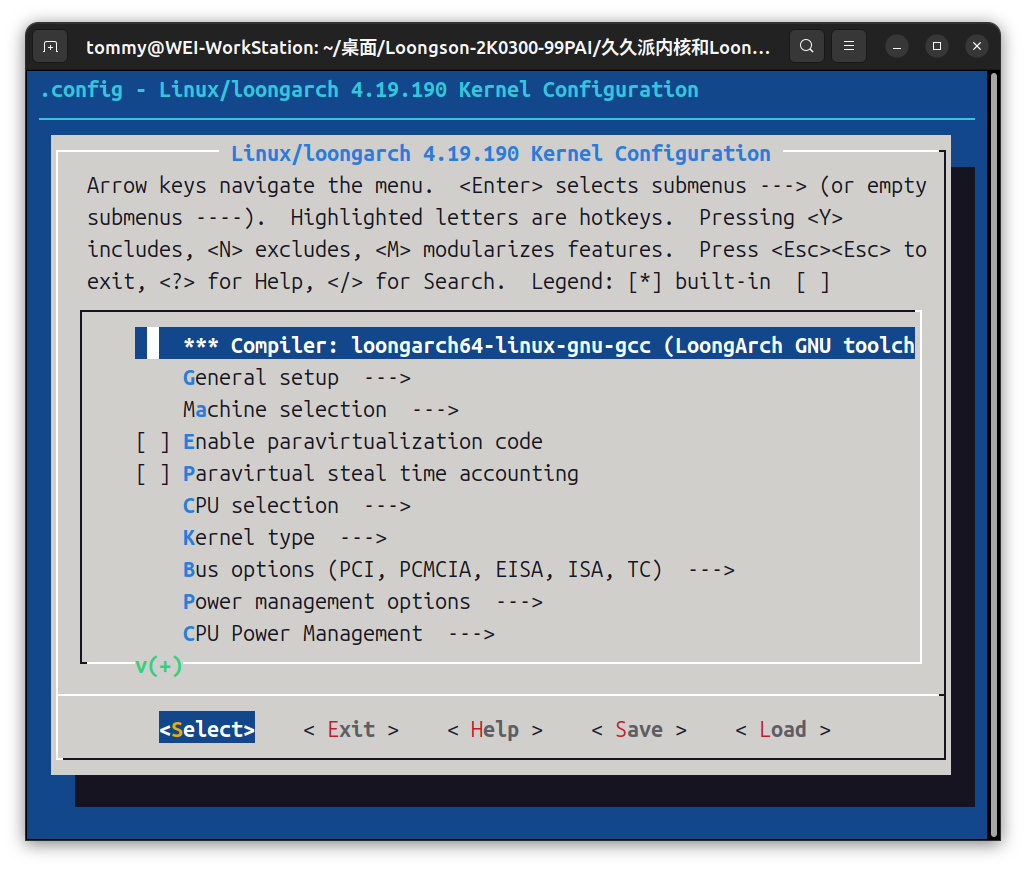 tommy@WEI-WorkStation: ~/桌面/Loongson-2K0300-99PAI/久久派内核和Loon...
.config - Linux/loongarch 4.19.190 Kernel Configuration
Linux/loongarch 4.19.190 Kernel Configuration
Arrow keys navigate the menu.  <Enter> selects submenus ---> (or empty
submenus ----).  Highlighted letters are hotkeys.  Pressing <Y>
includes, <N> excludes, <M> modularizes features.  Press <Esc><Esc> to
exit, <?> for Help, </> for Search.  Legend: [*] built-in  [ ]
*** Compiler: loongarch64-linux-gnu-gcc (LoongArch GNU toolch
General setup  --->
Machine selection  --->
[ ] Enable paravirtualization code
[ ] Paravirtual steal time accounting
CPU selection  --->
Kernel type  --->
Bus options (PCI, PCMCIA, EISA, ISA, TC)  --->
Power management options  --->
CPU Power Management  --->
v(+)
<Select>    < Exit >    < Help >    < Save >    < Load >